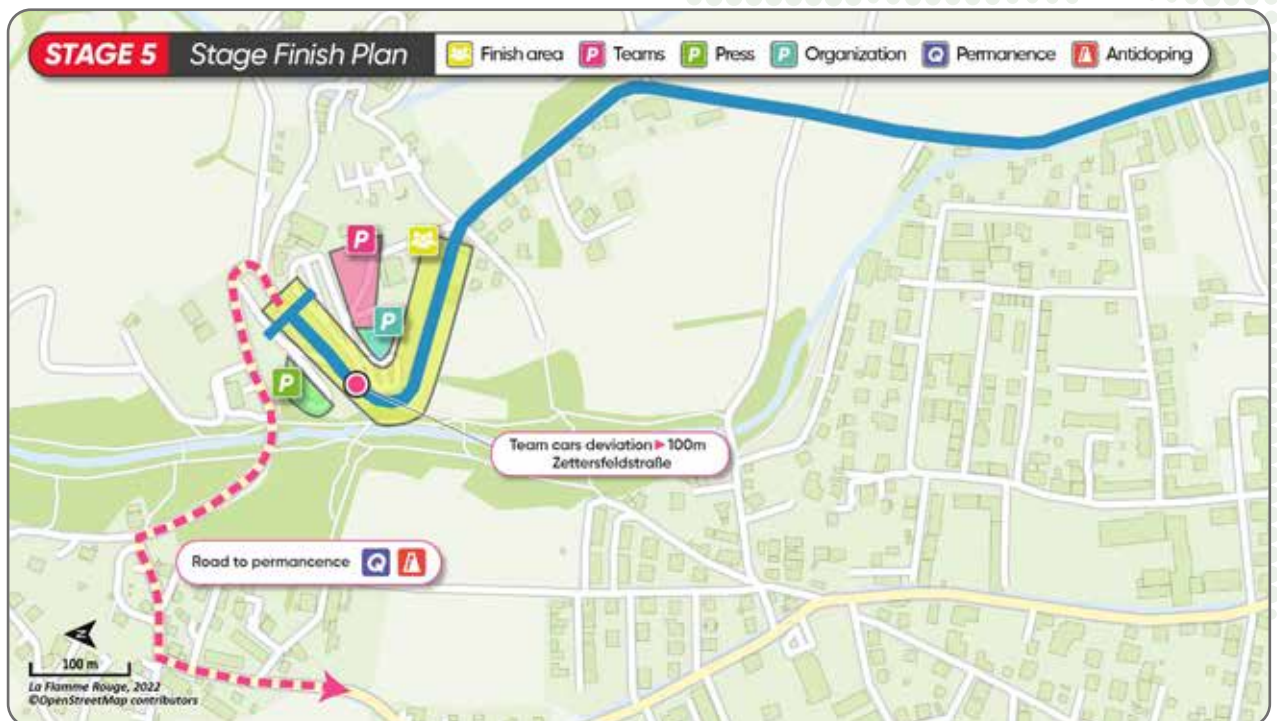 STAGE 5 Stage Finish Plan Finish area P Teams P Press P Organization Q Permanence Antidoping
P
P
P
Team cars deviation ▶ 100m
Zettersfeldstraße
Road to permancence Q
N
100 m
La Flamme Rouge, 2022
©OpenStreetMap contributors